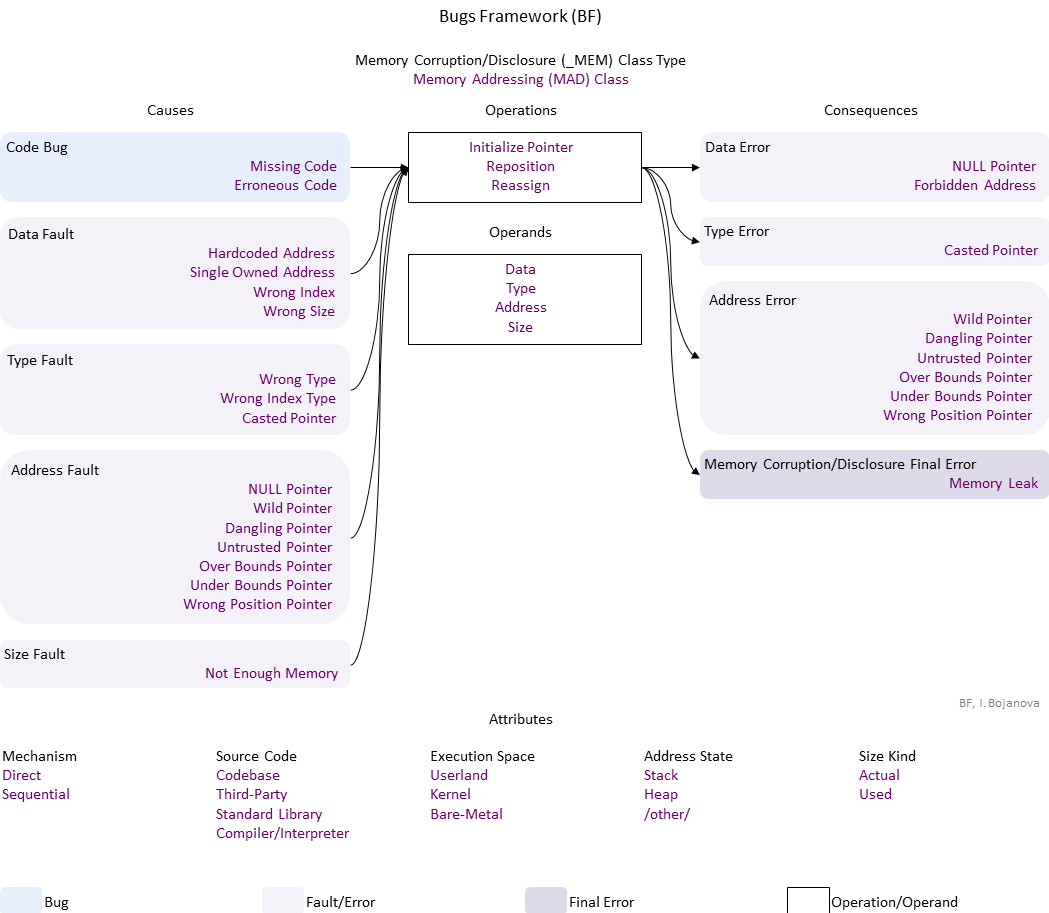 Bugs Framework (BF)
Memory Corruption/Disclosure (_MEM) Class Type
Memory Addressing (MAD) Class
Causes
Operations
Consequences
Code Bug
Missing Code
Erroneous Code
Data Fault
Hardcoded Address
Single Owned Address
Wrong Index
Wrong Size
Type Fault
Wrong Type
Wrong Index Type
Casted Pointer
Address Fault
NULL Pointer
Wild Pointer
Dangling Pointer
Untrusted Pointer
Over Bounds Pointer
Under Bounds Pointer
Wrong Position Pointer
Size Fault
Not Enough Memory
Initialize Pointer
Reposition
Reassign
Operands
Data
Type
Address
Size
Data Error
NULL Pointer
Forbidden Address
Type Error
Casted Pointer
Address Error
Wild Pointer
Dangling Pointer
Untrusted Pointer
Over Bounds Pointer
Under Bounds Pointer
Wrong Position Pointer
Memory Corruption/Disclosure Final Error
Memory Leak
BF, I. Bojanova
Attributes
Mechanism
Direct
Sequential
Source Code
Codebase
Third-Party
Standard Library
Compiler/Interpreter
Execution Space
Userland
Kernel
Bare-Metal
Address State
Stack
Heap
/other/
Size Kind
Actual
Used
Bug
Fault/Error
Final Error
Operation/Operand